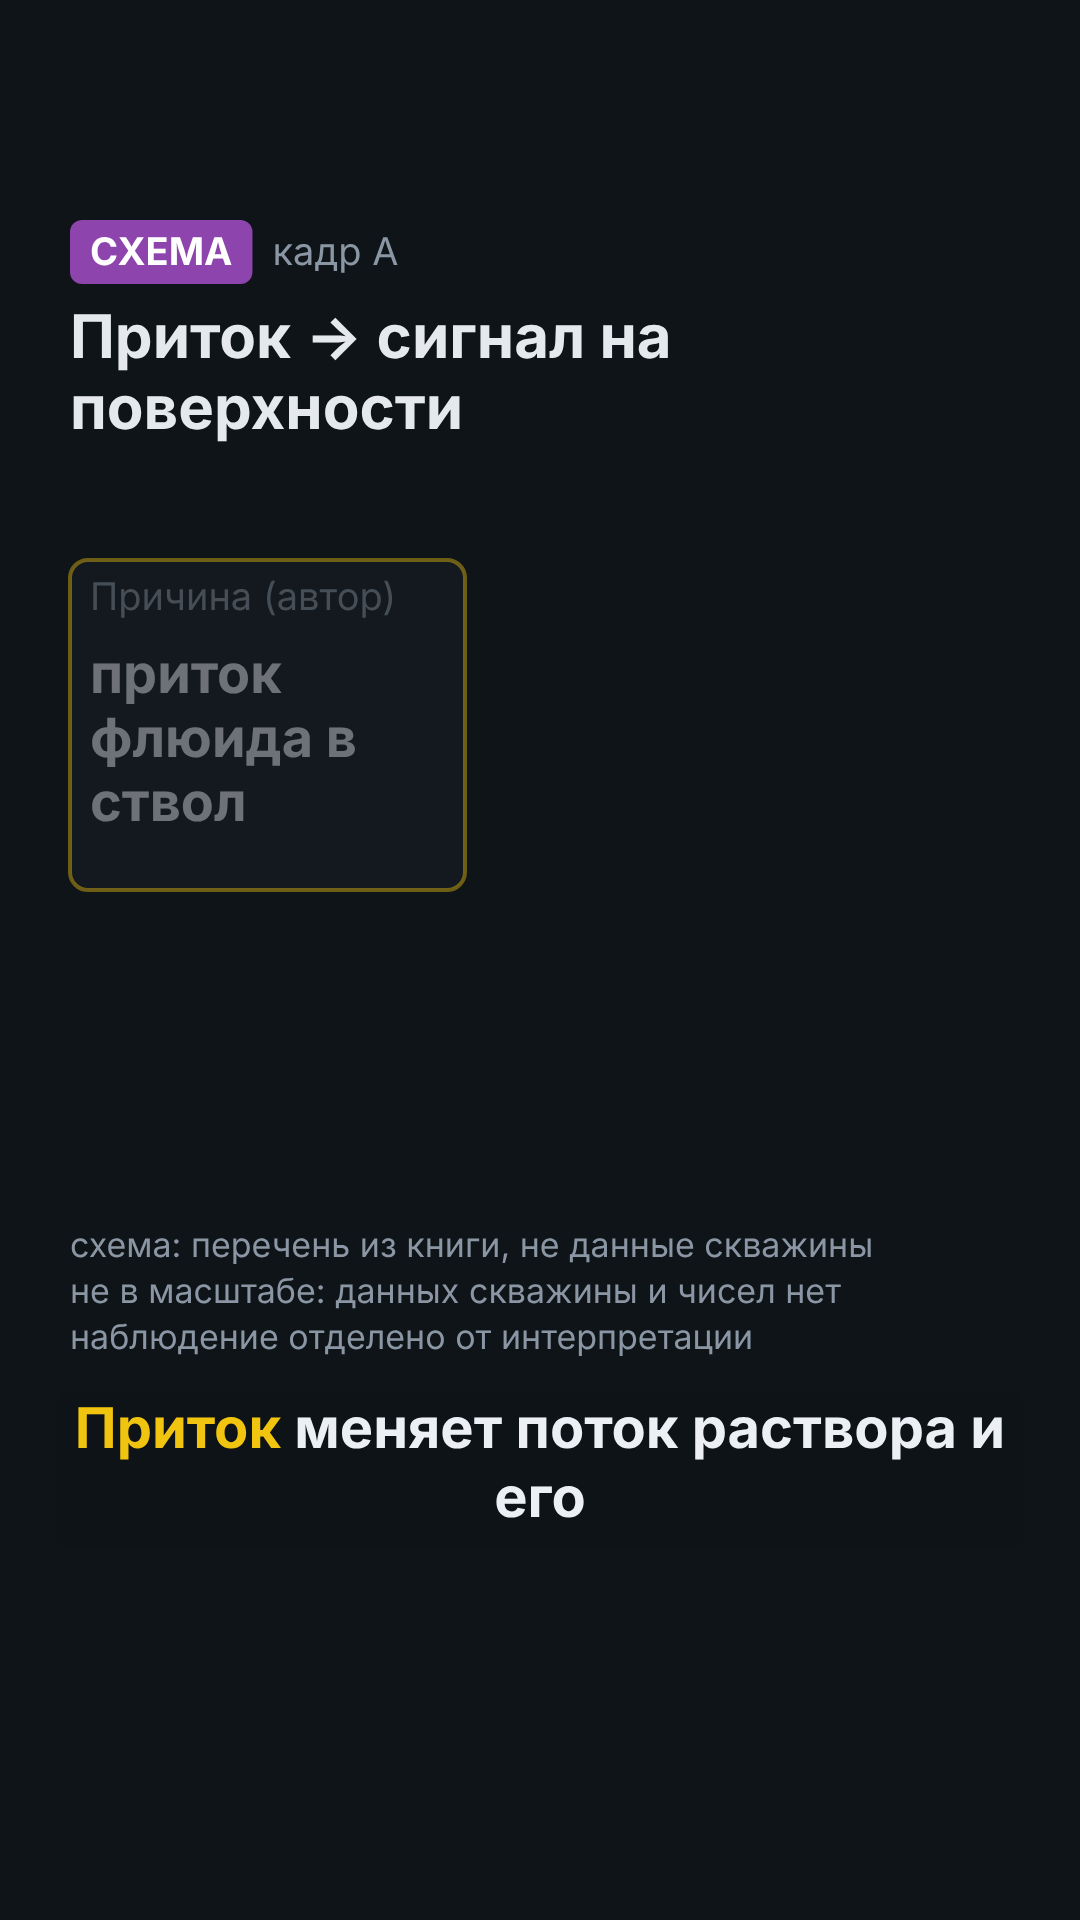 СХЕМА кадр А
Приток → сигнал на
поверхности
Причина (автор)
приток
флюида в
ствол
схема: перечень из книги, не данные скважины
не в масштабе: данных скважины и чисел нет
наблюдение отделено от интерпретации
Приток меняет поток раствора и
его